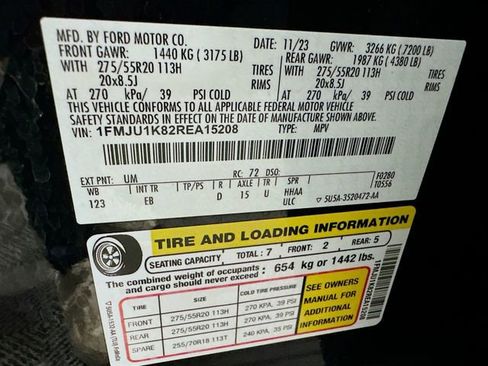 MFD. BY FORD MOTOR CO.
11/23 GVWR: 3266 KG (7200 LB)
FRONT GAWR: 1440 KG (3175 LB) REAR GAWR: 1987 KG (4380 LB)
WITH 275/55R20 113H TIRES WITH 275/55R20 113H TIRES
20x8.5J RIMS 20x8.5J RIMS
AT 270 kPa/ 39 PSI COLD AT 270 kPa/ 39 PSI COLD
THIS VEHICLE CONFORMS TO ALL APPLICABLE FEDERAL MOTOR VEHICLE
SAFETY STANDARDS IN EFFECT ON THE DATE OF MANUFACTURE SHOWN ABOVE.
VIN: 1FMJU1K82REA15208 TYPE: MPV
EXT PNT: UM RC: 72 DSO: F0280
WB INT TR TP/PS R AXLE TR SPR T0556
123 EB D 15 U HHAA
ULC 5USA-3520472-AA
TIRE AND LOADING INFORMATION
SEATING CAPACITY TOTAL: 7 FRONT: 2 REAR: 5
The combined weight of occupants
and cargo should never exceed: 654 kg or 1442 lbs.
TIRE SIZE COLD TIRE PRESSURE
FRONT 275/55R20 113H 270 KPA, 39 PSI
REAR 275/55R20 113H 270 KPA, 39 PSI
SPARE 255/70R18 113T 240 KPA, 35 PSI
SEE OWNERS
MANUAL FOR
ADDITIONAL
INFORMATION
1FMJU1K82REA15208